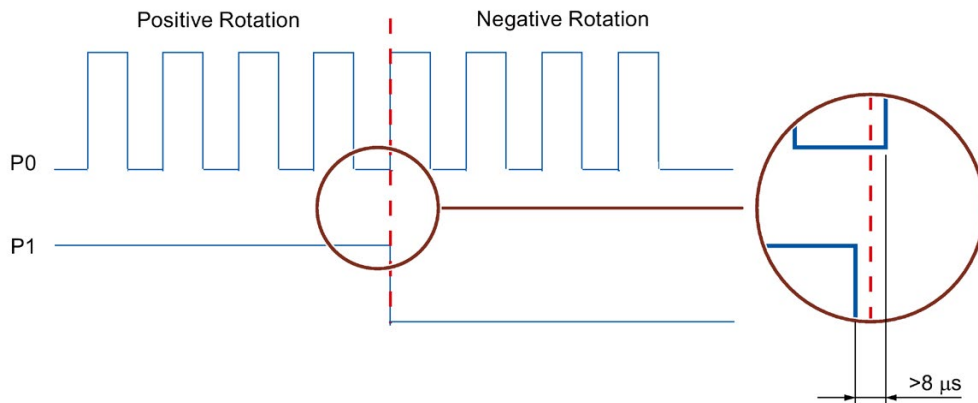 Positive Rotation
Negative Rotation
P0
P1
>8 µs